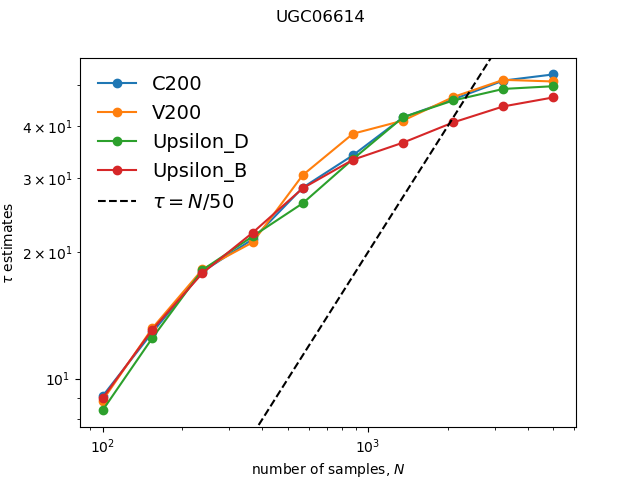 UGC06614
C200
V200
Upsilon_D
Upsilon_B
τ = N/50
4 × 10¹
3 × 10¹
2 × 10¹
10¹
τ estimates
10² 10³
number of samples, N